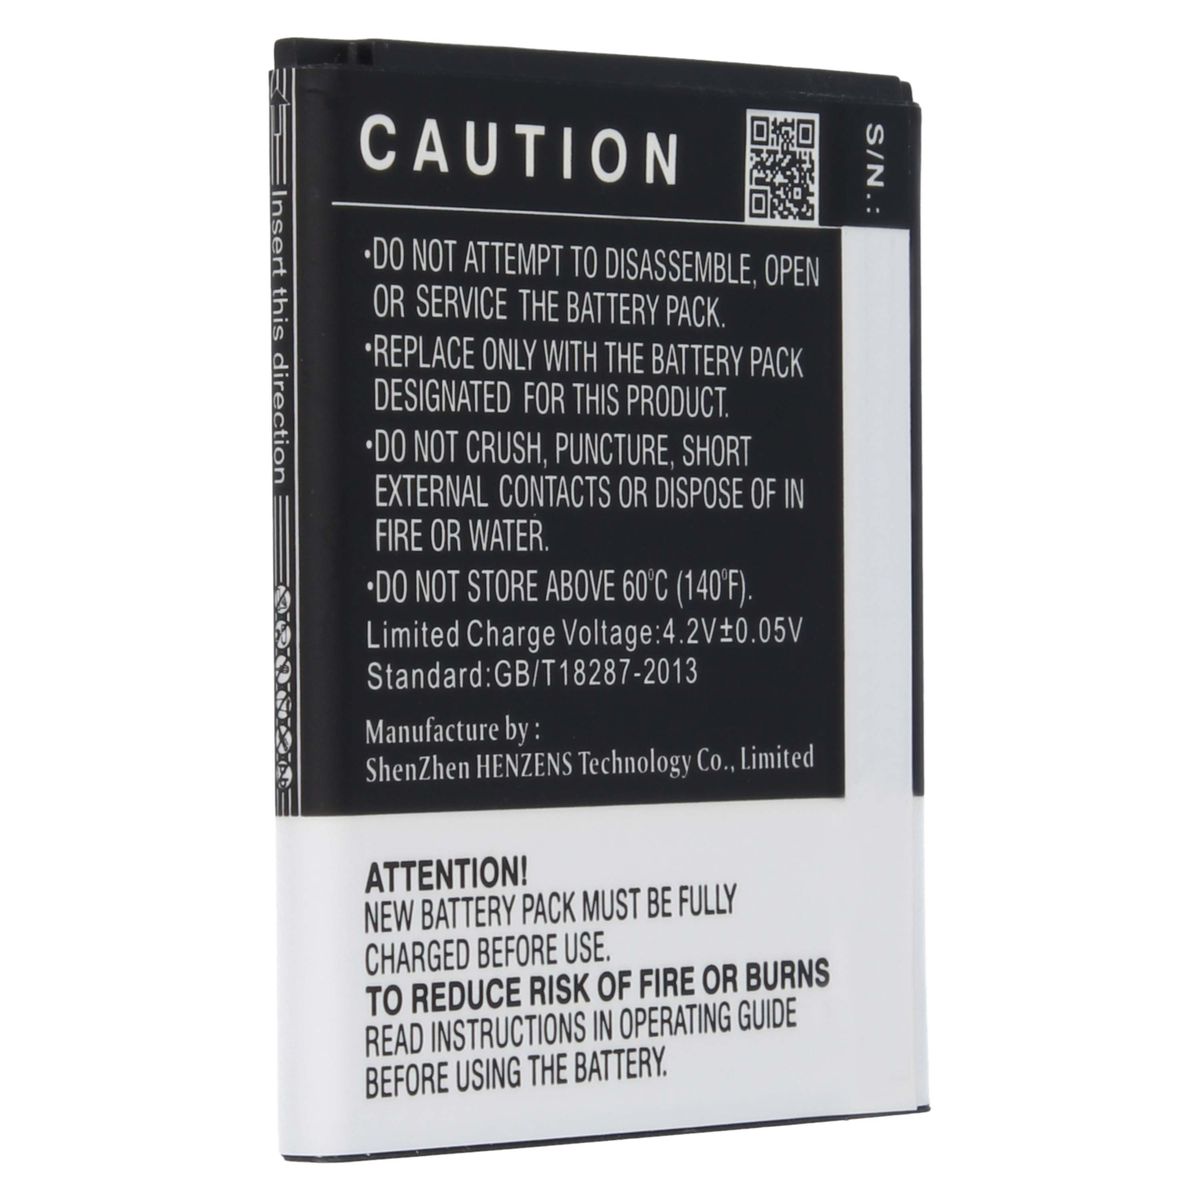 CAUTION
S/N.:
•DO NOT ATTEMPT TO DISASSEMBLE, OPEN
OR SERVICE THE BATTERY PACK.
•REPLACE ONLY WITH THE BATTERY PACK
DESIGNATED FOR THIS PRODUCT.
•DO NOT CRUSH, PUNCTURE, SHORT
EXTERNAL CONTACTS OR DISPOSE OF IN
FIRE OR WATER.
•DO NOT STORE ABOVE 60°C (140°F).
Limited Charge Voltage:4.2V±0.05V
Standard:GB/T18287-2013
Manufacture by :
ShenZhen HENZENS Technology Co., Limited
ATTENTION!
NEW BATTERY PACK MUST BE FULLY
CHARGED BEFORE USE.
TO REDUCE RISK OF FIRE OR BURNS
READ INSTRUCTIONS IN OPERATING GUIDE
BEFORE USING THE BATTERY.
Insert this direction